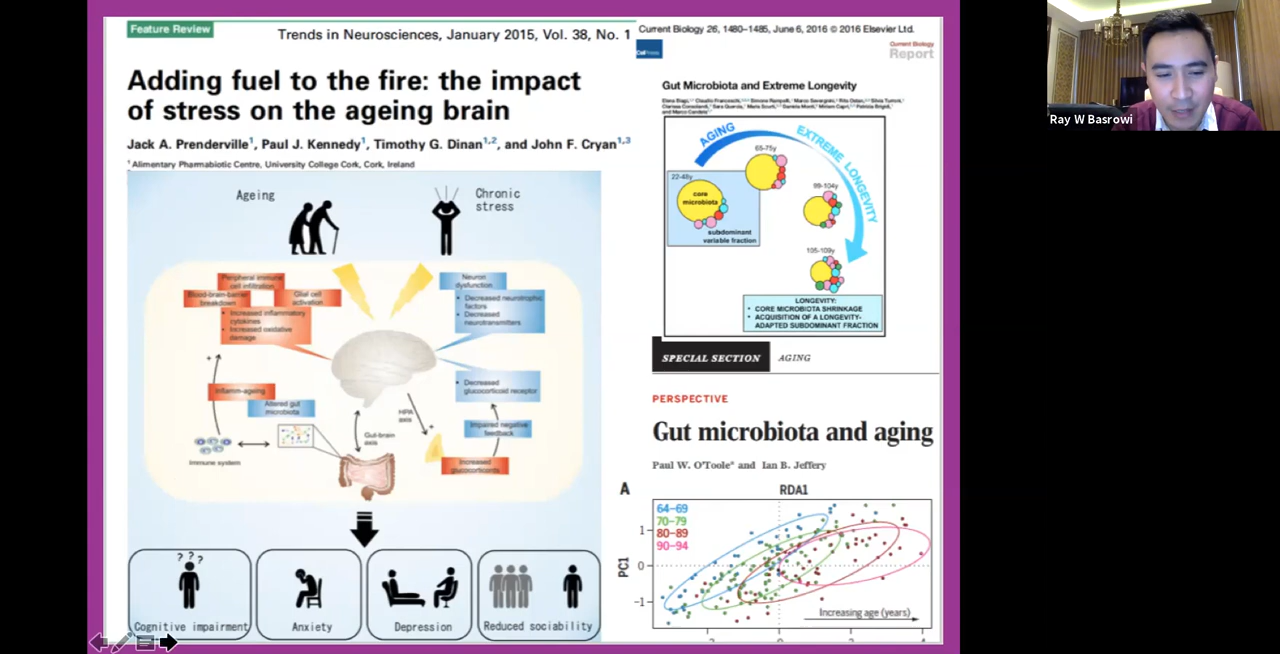 Feature Review
Trends in Neurosciences, January 2015, Vol. 38, No. 1
Adding fuel to the fire: the impact
of stress on the ageing brain
Jack A. Prenderville1, Paul J. Kennedy1, Timothy G. Dinan1,2, and John F. Cryan1,3
1 Alimentary Pharmabiotic Centre, University College Cork, Cork, Ireland
Ageing
Chronic
stress
Peripheral immune
cell infiltration
Blood-brain-barrier
breakdown
Glial cell
activation
• Increased inflammatory
cytokines
• Increased oxidative
damage
Neuron
dysfunction
• Decreased neurotrophic
factors
• Decreased
neurotransmitters
+
Inflamm-ageing
Altered gut
microbiota
Immune system
Gut-brain
axis
HPA
axis
+
• Decreased
glucocorticoid receptor
Impaired negative
feedback
Increased
glucocorticoids
? ? ?
Cognitive impairment
Anxiety
Depression
Reduced sociability
Current Biology 26, 1480–1485, June 6, 2016 © 2016 Elsevier Ltd.
CellPress
Current Biology
Report
Gut Microbiota and Extreme Longevity
AGING
EXTREME LONGEVITY
22-48y
core
microbiota
subdominant
variable fraction
65-75y
99-104y
105-109y
LONGEVITY:
• CORE MICROBIOTA SHRINKAGE
• ACQUISITION OF A LONGEVITY-
ADAPTED SUBDOMINANT FRACTION
SPECIAL SECTION AGING
PERSPECTIVE
Gut microbiota and aging
Paul W. O'Toole* and Ian B. Jeffery
A
RDA1
64–69
70–79
80–89
90–94
PC1
1
0
–1
Increasing age (years)
–2 0 2 4
Ray W Basrowi